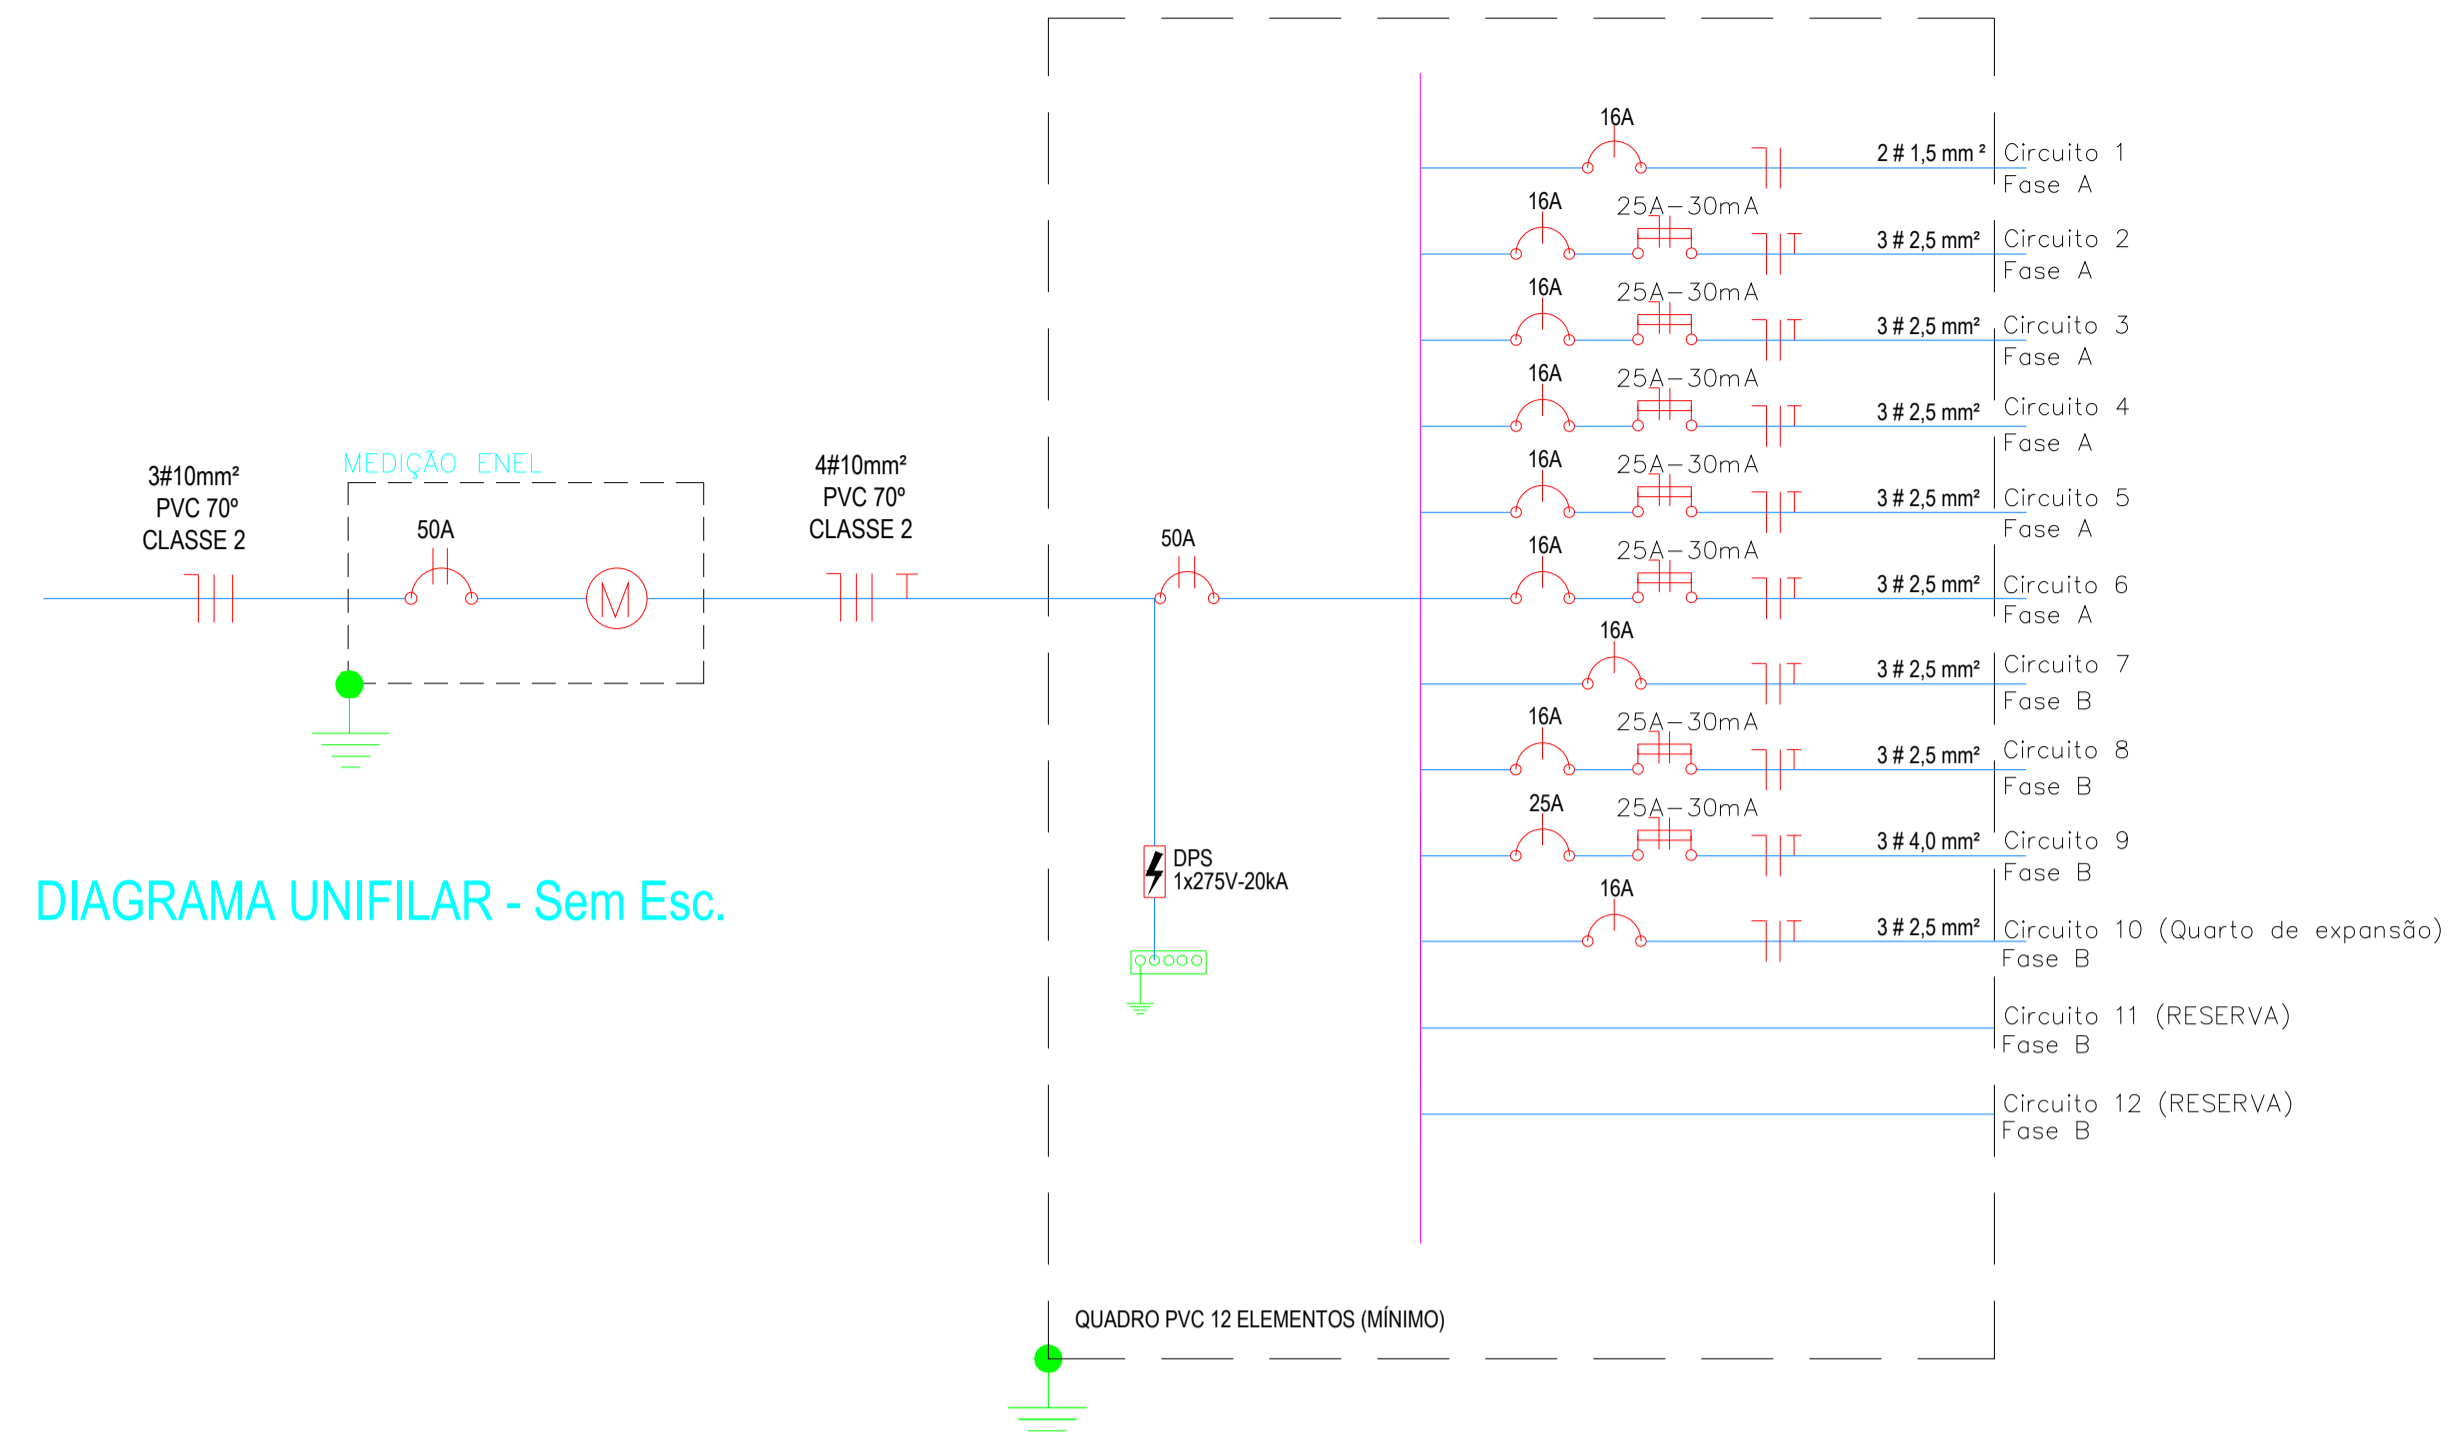 3#10mm²
PVC 70º
CLASSE 2
MEDIÇÃO ENEL
50A
M
4#10mm²
PVC 70º
CLASSE 2
50A
DPS
1x275V-20kA
DIAGRAMA UNIFILAR - Sem Esc.
16A
2 # 1,5 mm ²
Circuito 1
Fase A
16A
25A-30mA
3 # 2,5 mm²
Circuito 2
Fase A
16A
25A-30mA
3 # 2,5 mm²
Circuito 3
Fase A
16A
25A-30mA
3 # 2,5 mm²
Circuito 4
Fase A
16A
25A-30mA
3 # 2,5 mm²
Circuito 5
Fase A
16A
25A-30mA
3 # 2,5 mm²
Circuito 6
Fase A
16A
3 # 2,5 mm²
Circuito 7
Fase B
16A
25A-30mA
3 # 2,5 mm²
Circuito 8
Fase B
25A
25A-30mA
3 # 4,0 mm²
Circuito 9
Fase B
16A
3 # 2,5 mm²
Circuito 10 (Quarto de expansão)
Fase B
Circuito 11 (RESERVA)
Fase B
Circuito 12 (RESERVA)
Fase B
QUADRO PVC 12 ELEMENTOS (MÍNIMO)